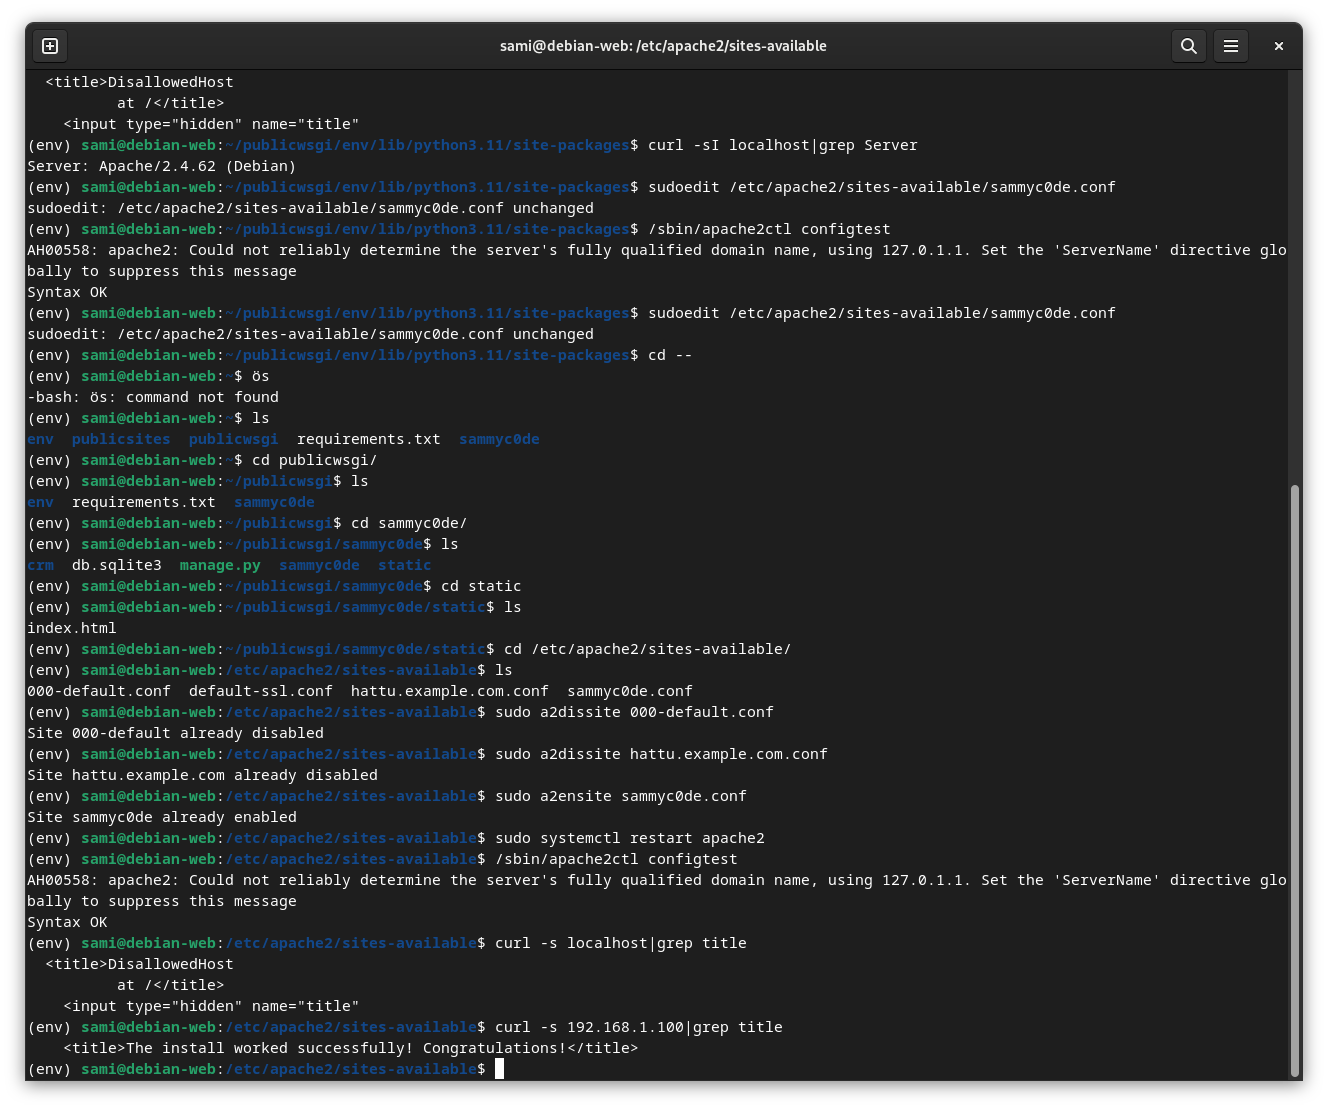 sami@debian-web: /etc/apache2/sites-available
  <title>DisallowedHost
          at /</title>
    <input type="hidden" name="title"
(env) sami@debian-web:~/publicwsgi/env/lib/python3.11/site-packages$ curl -sI localhost|grep Server
Server: Apache/2.4.62 (Debian)
(env) sami@debian-web:~/publicwsgi/env/lib/python3.11/site-packages$ sudoedit /etc/apache2/sites-available/sammyc0de.conf
sudoedit: /etc/apache2/sites-available/sammyc0de.conf unchanged
(env) sami@debian-web:~/publicwsgi/env/lib/python3.11/site-packages$ /sbin/apache2ctl configtest
AH00558: apache2: Could not reliably determine the server's fully qualified domain name, using 127.0.1.1. Set the 'ServerName' directive glo
bally to suppress this message
Syntax OK
(env) sami@debian-web:~/publicwsgi/env/lib/python3.11/site-packages$ sudoedit /etc/apache2/sites-available/sammyc0de.conf
sudoedit: /etc/apache2/sites-available/sammyc0de.conf unchanged
(env) sami@debian-web:~/publicwsgi/env/lib/python3.11/site-packages$ cd --
(env) sami@debian-web:~$ ös
-bash: ös: command not found
(env) sami@debian-web:~$ ls
env  publicsites  publicwsgi  requirements.txt  sammyc0de
(env) sami@debian-web:~$ cd publicwsgi/
(env) sami@debian-web:~/publicwsgi$ ls
env  requirements.txt  sammyc0de
(env) sami@debian-web:~/publicwsgi$ cd sammyc0de/
(env) sami@debian-web:~/publicwsgi/sammyc0de$ ls
crm  db.sqlite3  manage.py  sammyc0de  static
(env) sami@debian-web:~/publicwsgi/sammyc0de$ cd static
(env) sami@debian-web:~/publicwsgi/sammyc0de/static$ ls
index.html
(env) sami@debian-web:~/publicwsgi/sammyc0de/static$ cd /etc/apache2/sites-available/
(env) sami@debian-web:/etc/apache2/sites-available$ ls
000-default.conf  default-ssl.conf  hattu.example.com.conf  sammyc0de.conf
(env) sami@debian-web:/etc/apache2/sites-available$ sudo a2dissite 000-default.conf
Site 000-default already disabled
(env) sami@debian-web:/etc/apache2/sites-available$ sudo a2dissite hattu.example.com.conf
Site hattu.example.com already disabled
(env) sami@debian-web:/etc/apache2/sites-available$ sudo a2ensite sammyc0de.conf
Site sammyc0de already enabled
(env) sami@debian-web:/etc/apache2/sites-available$ sudo systemctl restart apache2
(env) sami@debian-web:/etc/apache2/sites-available$ /sbin/apache2ctl configtest
AH00558: apache2: Could not reliably determine the server's fully qualified domain name, using 127.0.1.1. Set the 'ServerName' directive glo
bally to suppress this message
Syntax OK
(env) sami@debian-web:/etc/apache2/sites-available$ curl -s localhost|grep title
  <title>DisallowedHost
          at /</title>
    <input type="hidden" name="title"
(env) sami@debian-web:/etc/apache2/sites-available$ curl -s 192.168.1.100|grep title
    <title>The install worked successfully! Congratulations!</title>
(env) sami@debian-web:/etc/apache2/sites-available$